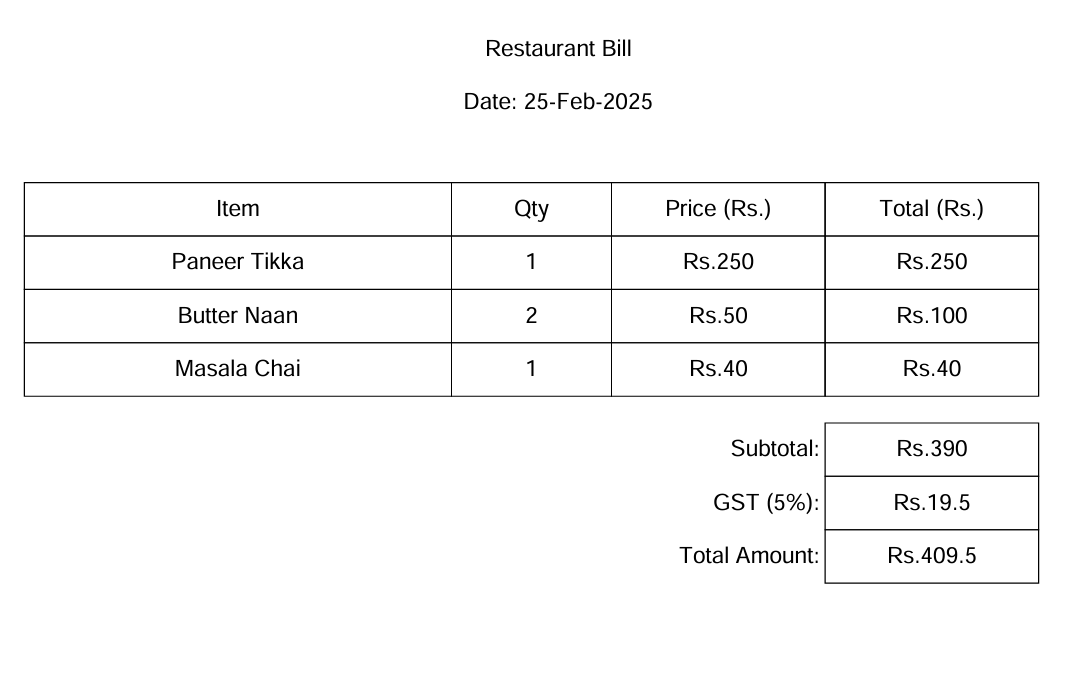 Restaurant Bill
Date: 25-Feb-2025
Item Qty Price (Rs.) Total (Rs.)
Paneer Tikka 1 Rs.250 Rs.250
Butter Naan 2 Rs.50 Rs.100
Masala Chai 1 Rs.40 Rs.40
Subtotal: Rs.390
GST (5%): Rs.19.5
Total Amount: Rs.409.5